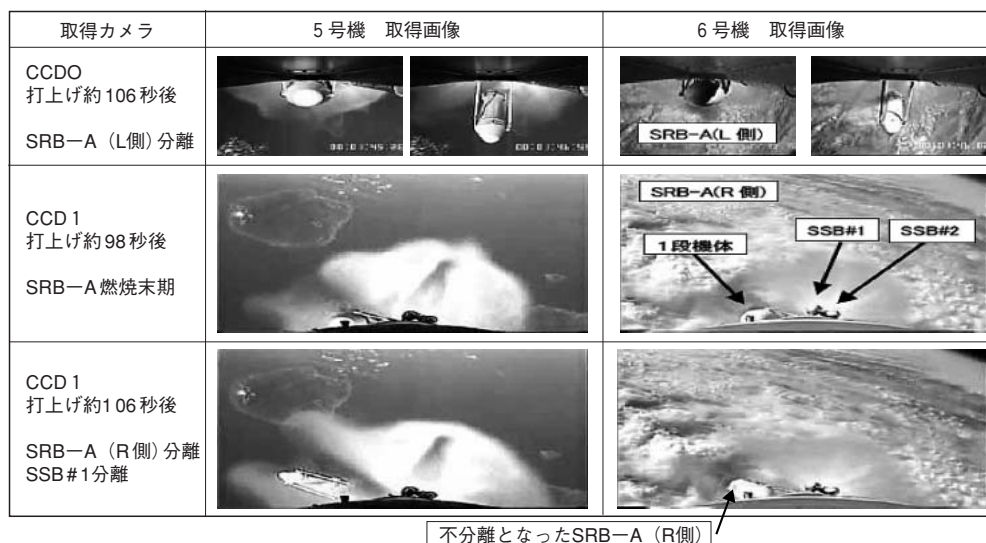 取得カメラ
5号機 取得画像
6号機 取得画像
CCDO
打上げ約106秒後
SRB-A（L側）分離
SRB-A(L 側)
CCD1
打上げ約98秒後
SRB-A燃焼末期
SRB-A(R 側)
1段機体
SSB#1
SSB#2
CCD1
打上げ約106秒後
SRB-A（R側）分離
SSB#1分離
不分離となったSRB-A（R側）